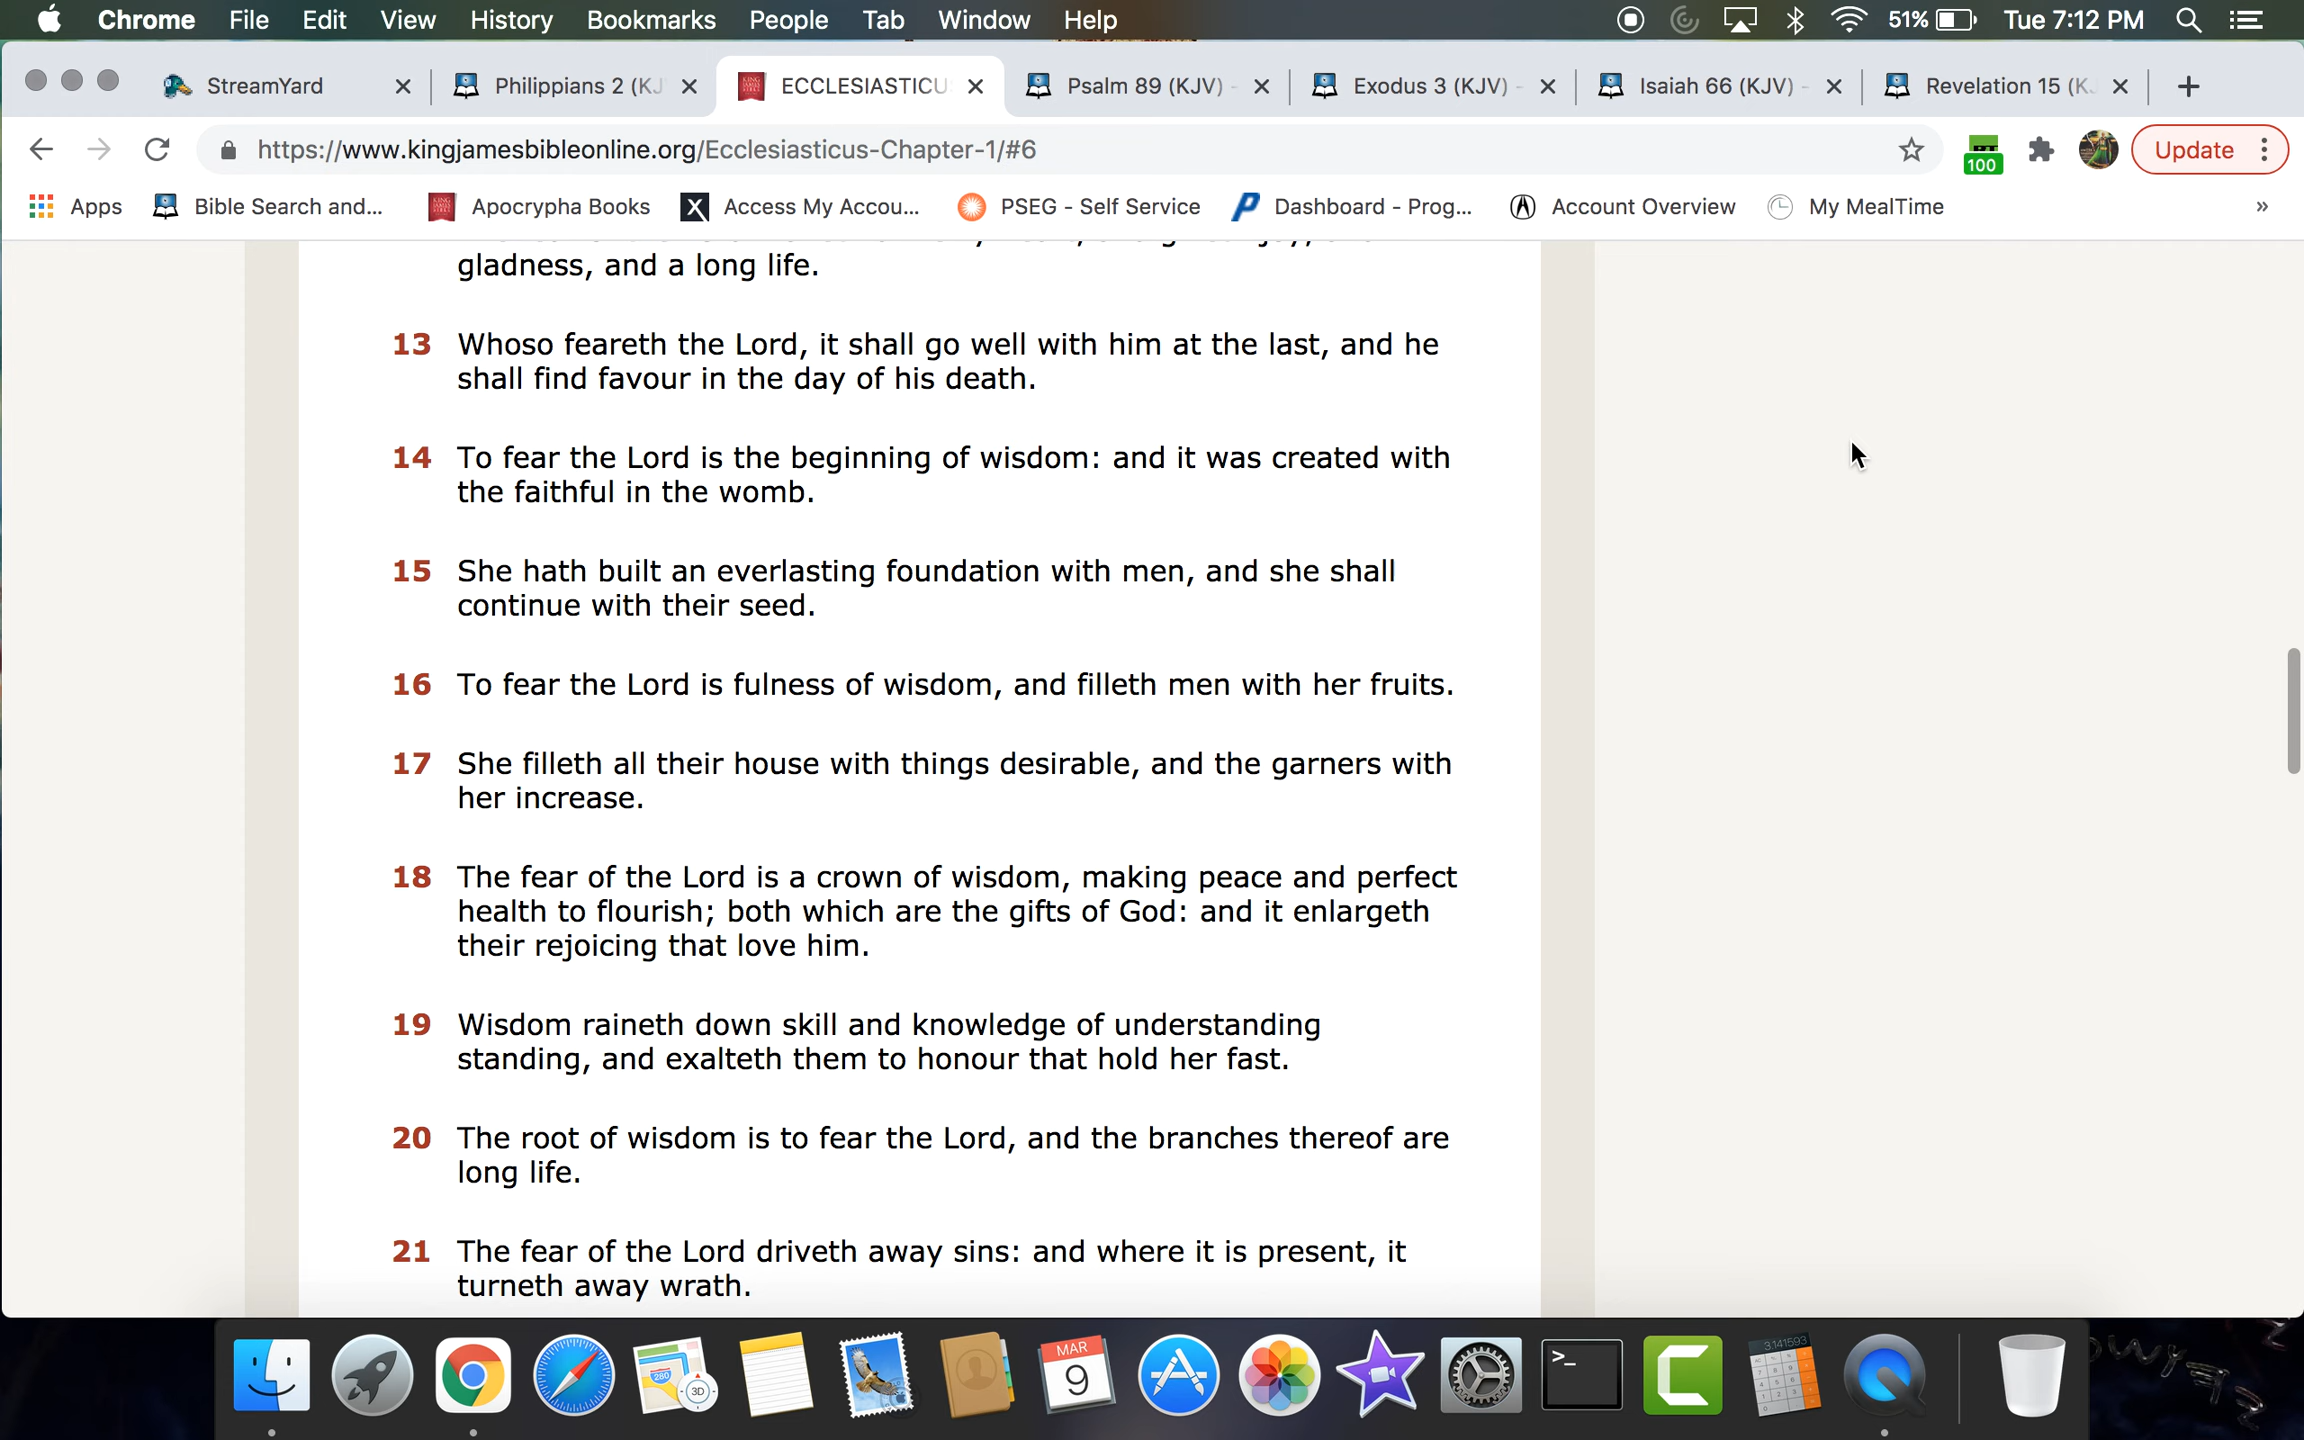 Chrome File Edit View History Bookmarks People Tab Window Help 51% Tue 7:12 PM
StreamYard Philippians 2 (KJ ECCLESIASTICU Psalm 89 (KJV) - Exodus 3 (KJV) - Isaiah 66 (KJV) - Revelation 15 (K
https://www.kingjamesbibleonline.org/Ecclesiasticus-Chapter-1/#6 100 Update
Apps Bible Search and... Apocrypha Books Access My Accou... PSEG - Self Service Dashboard - Prog... Account Overview My MealTime »
gladness, and a long life.
13 Whoso feareth the Lord, it shall go well with him at the last, and he
shall find favour in the day of his death.
14 To fear the Lord is the beginning of wisdom: and it was created with
the faithful in the womb.
15 She hath built an everlasting foundation with men, and she shall
continue with their seed.
16 To fear the Lord is fulness of wisdom, and filleth men with her fruits.
17 She filleth all their house with things desirable, and the garners with
her increase.
18 The fear of the Lord is a crown of wisdom, making peace and perfect
health to flourish; both which are the gifts of God: and it enlargeth
their rejoicing that love him.
19 Wisdom raineth down skill and knowledge of understanding
standing, and exalteth them to honour that hold her fast.
20 The root of wisdom is to fear the Lord, and the branches thereof are
long life.
21 The fear of the Lord driveth away sins: and where it is present, it
turneth away wrath.
280 3D MAR 9 >_ 3.141593